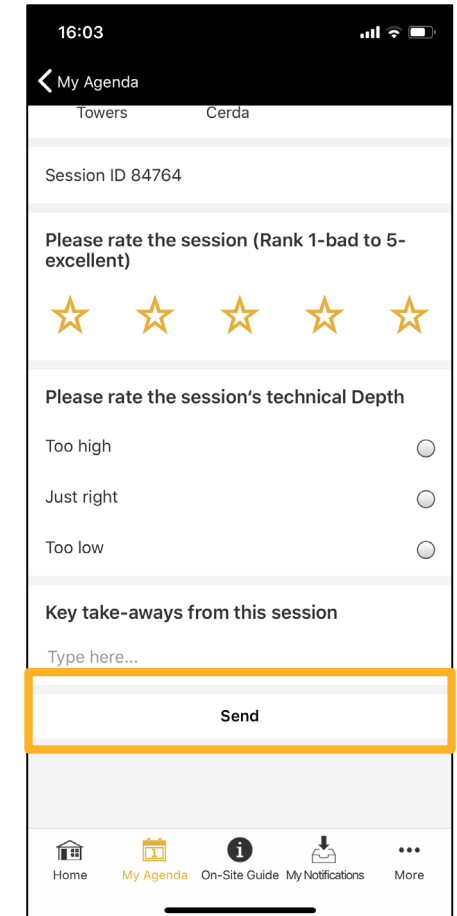 16:03
My Agenda
Towers Cerda
Session ID 84764
Please rate the session (Rank 1-bad to 5-
excellent)
Please rate the session‘s technical Depth
Too high
Just right
Too low
Key take-aways from this session
Type here...
Send
Home My Agenda On-Site Guide My Notifications More